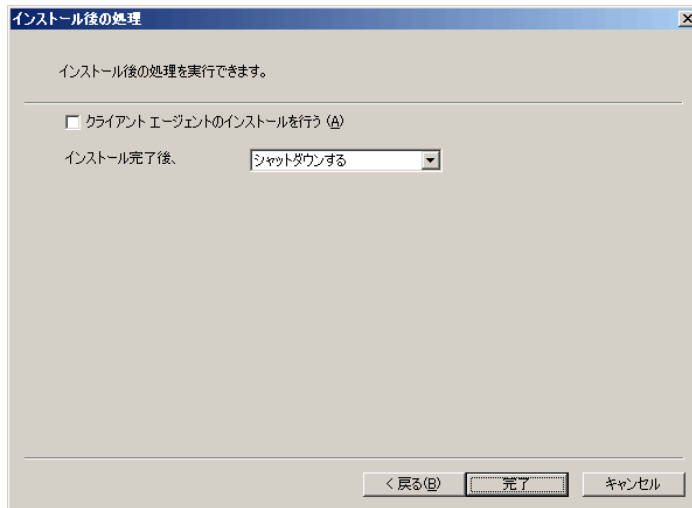 インストール後の処理
インストール後の処理を実行できます。
クライアント エージェントのインストールを行う (A)
インストール完了後、 シャットダウンする
< 戻る(B) 完了 キャンセル